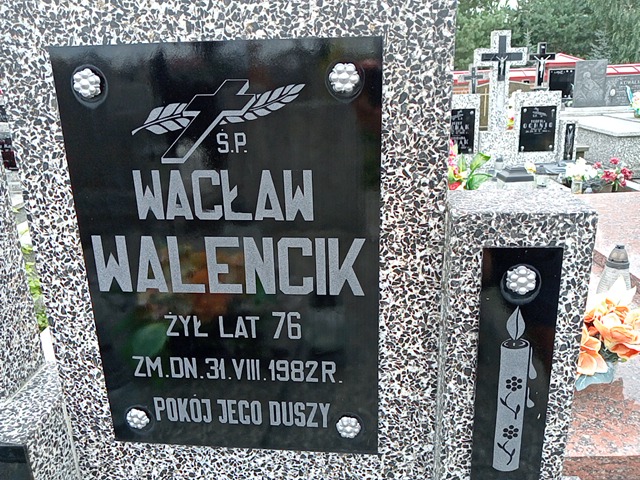 Ś.P.
WACŁAW
WALENCIK
ŻYŁ LAT 76
ZM. DN. 31.VIII.1982R.
POKÓJ JEGO DUSZY